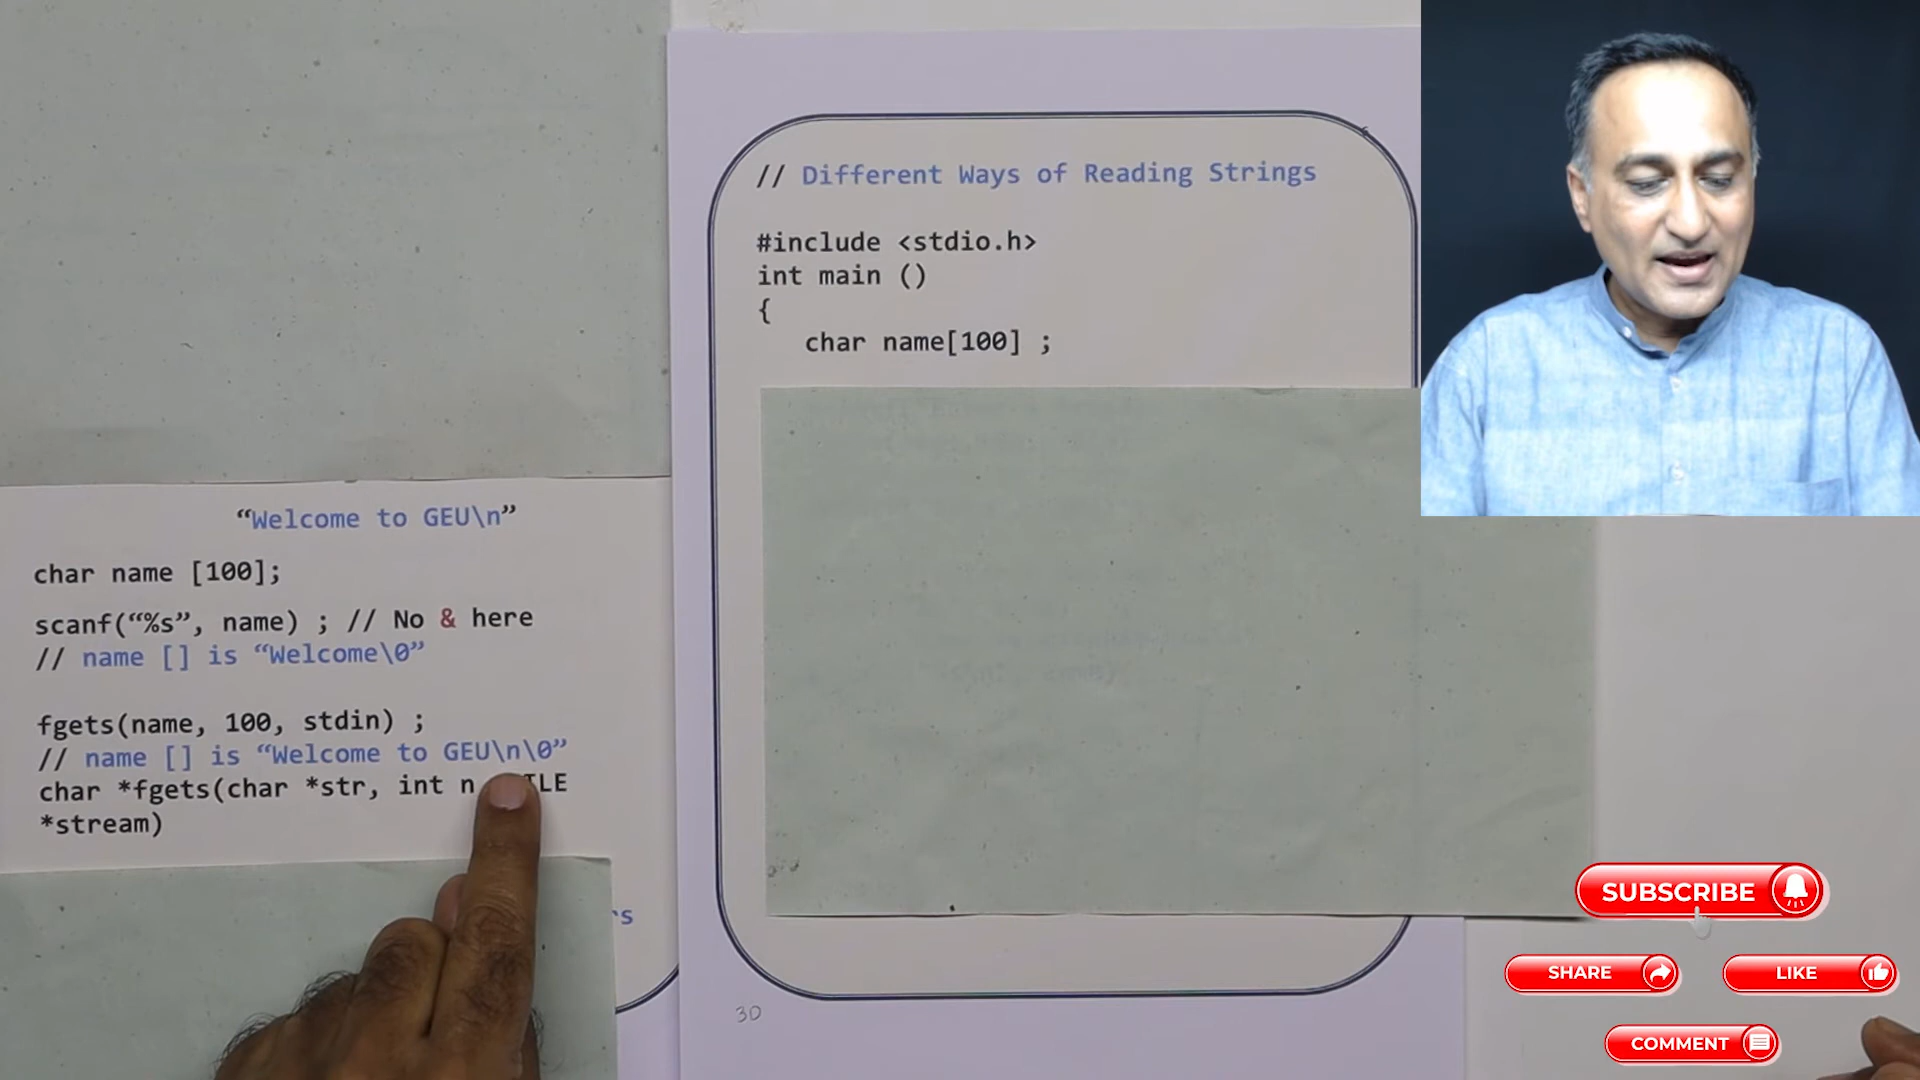 “Welcome to GEU\n”
char name [100];
scanf(“%s”, name) ; // No & here
// name [] is “Welcome\0”
fgets(name, 100, stdin) ;
// name [] is “Welcome to GEU\n\0”
char *fgets(char *str, int n LE
*stream)
// Different Ways of Reading Strings
#include <stdio.h>
int main ()
{
char name[100] ;
30
SUBSCRIBE
SHARE
LIKE
COMMENT